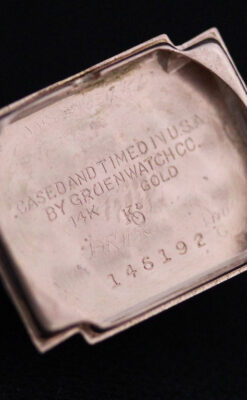 CASED AND TIMED IN U.S.A
BY GRUEN WATCH CO.
14K GOLD
146192